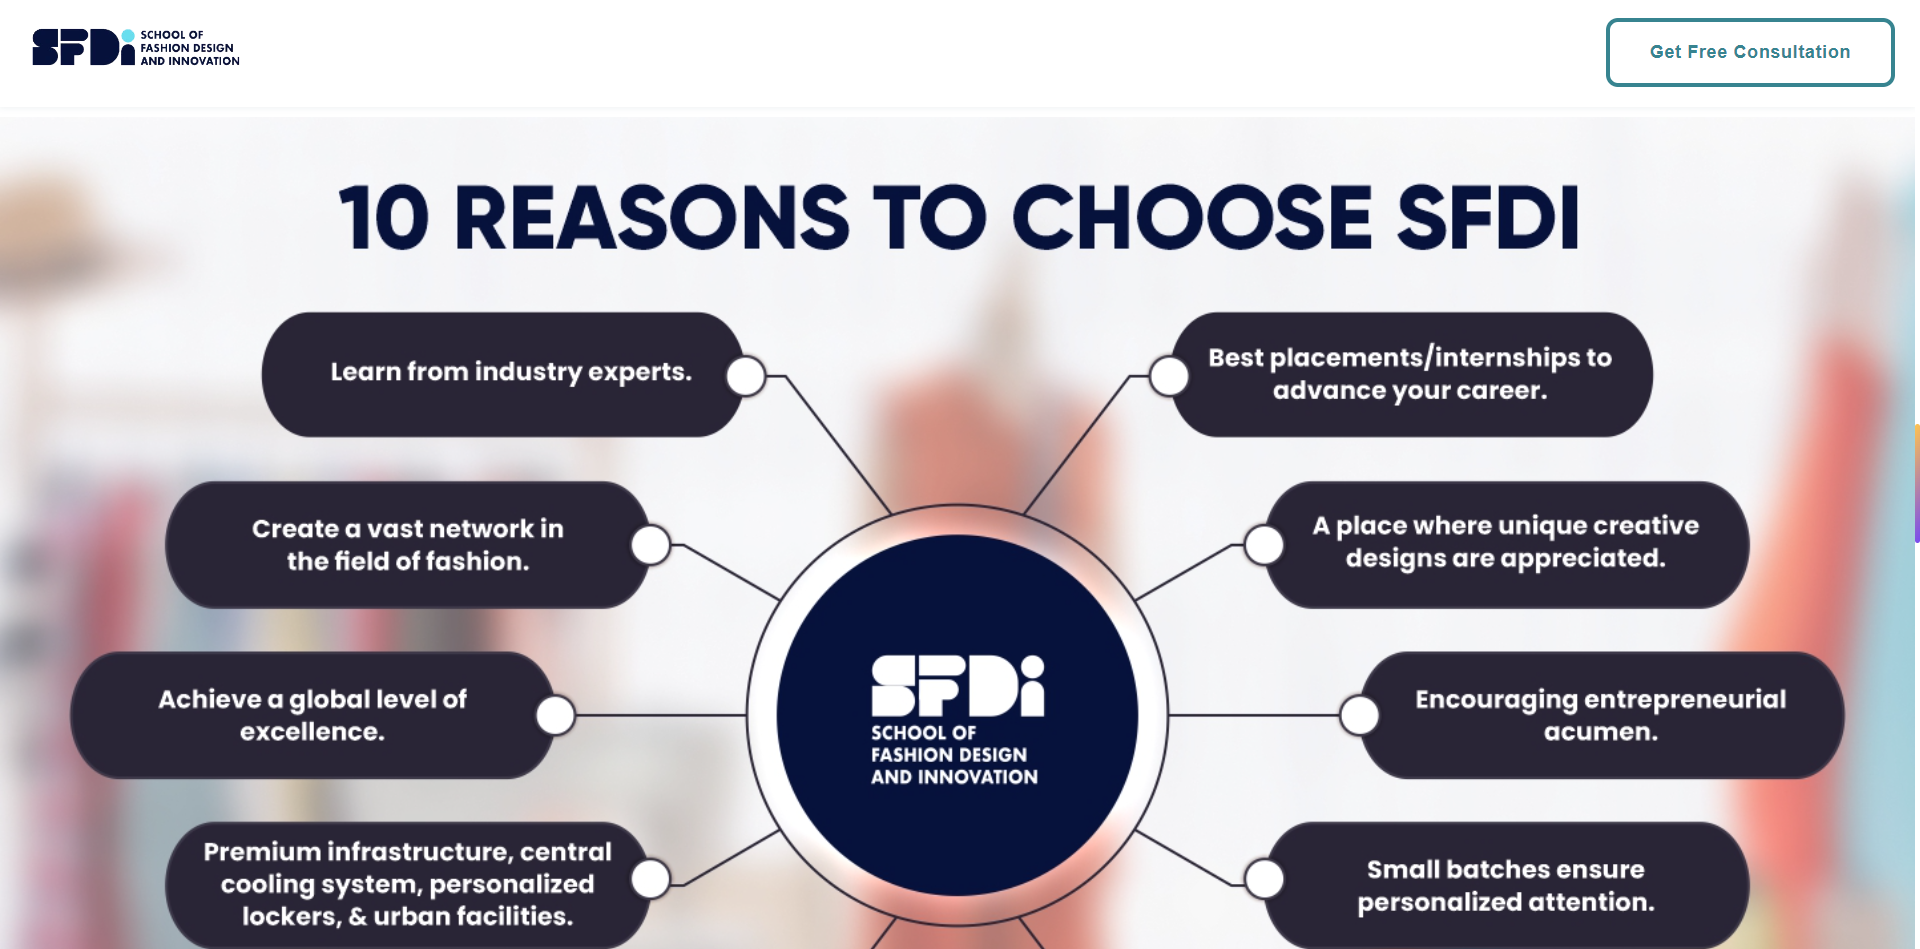 SFDi
SCHOOL OF
FASHION DESIGN
AND INNOVATION
Get Free Consultation
10 REASONS TO CHOOSE SFDI
Learn from industry experts.
Best placements/internships to
advance your career.
Create a vast network in
the field of fashion.
A place where unique creative
designs are appreciated.
Achieve a global level of
excellence.
Encouraging entrepreneurial
acumen.
SFDi
SCHOOL OF
FASHION DESIGN
AND INNOVATION
Premium infrastructure, central
cooling system, personalized
lockers, & urban facilities.
Small batches ensure
personalized attention.